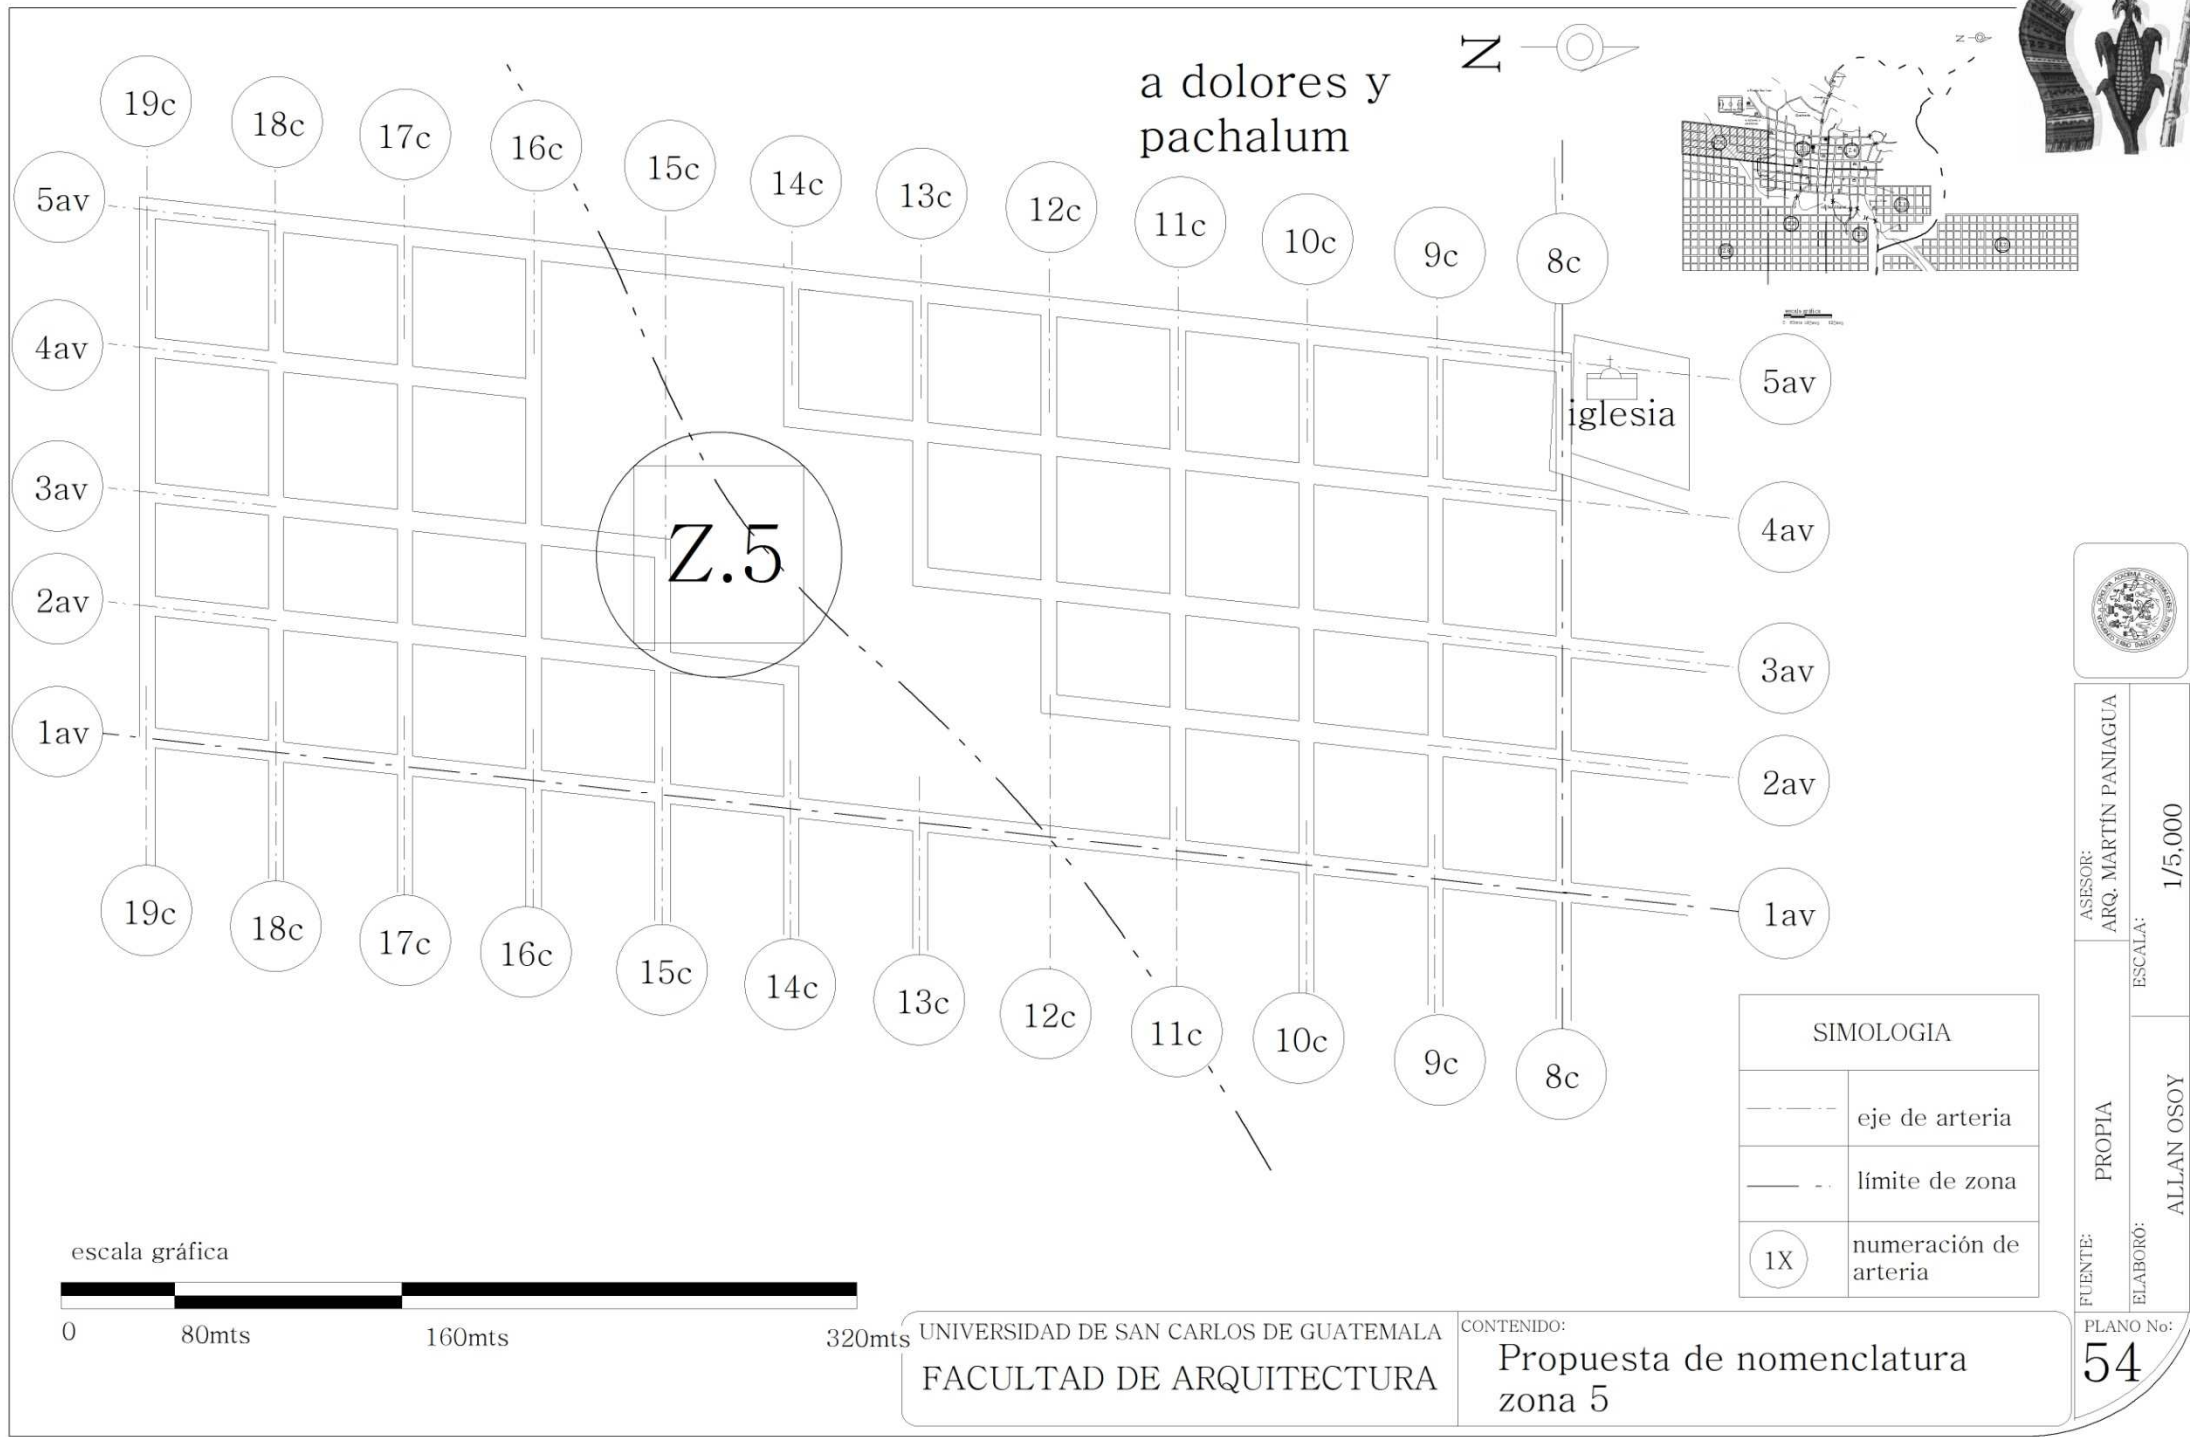 N
a dolores y
pachalum
N
19c
18c
17c
16c
15c
14c
13c
12c
11c
10c
9c
8c
5av
4av
3av
2av
1av
5av
4av
3av
2av
1av
iglesia
Z.5
19c
18c
17c
16c
15c
14c
13c
12c
11c
10c
9c
8c
escala gráfica
SIMOLOGIA
eje de arteria
límite de zona
1X
numeración de
arteria
escala gráfica
0
80mts
160mts
320mts
UNIVERSIDAD DE SAN CARLOS DE GUATEMALA
FACULTAD DE ARQUITECTURA
CONTENIDO:
Propuesta de nomenclatura
zona 5
ASESOR:
ARQ. MARTÍN PANIAGUA
ESCALA:
1/5,000
FUENTE:
PROPIA
ELABORÓ:
ALLAN OSOY
PLANO No:
54